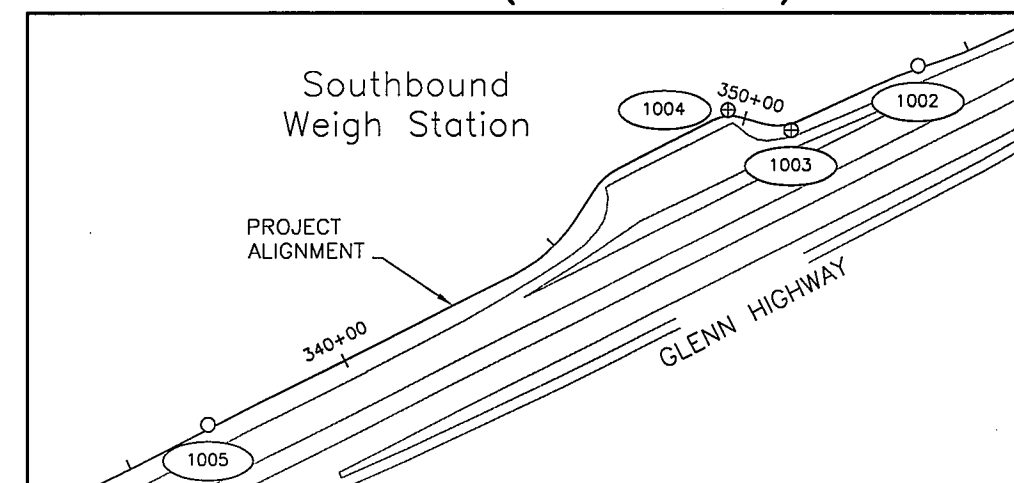 Southbound
Weigh Station
1004
350+00
1002
1003
PROJECT
ALIGNMENT
340+00
GLENN HIGHWAY
1005